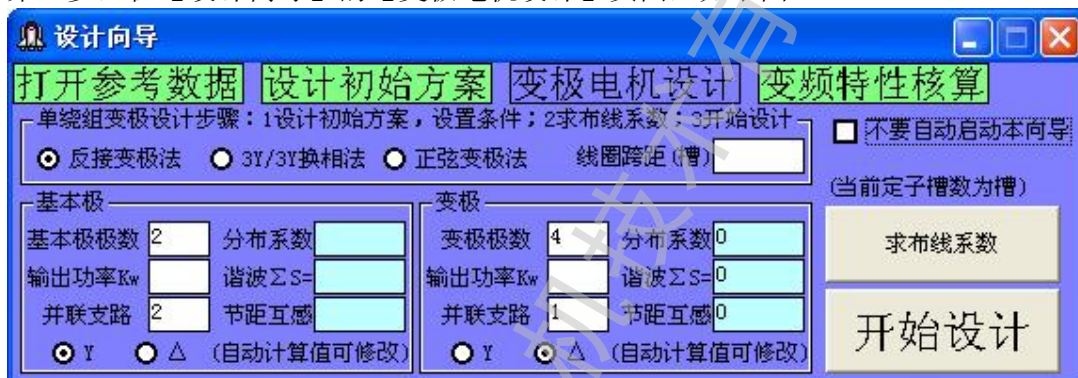 设计向导
打开参考数据 设计初始方案 变极电机设计 变频特性核算
单绕组变极设计步骤：1设计初始方案，设置条件；2求布线系数；3开始设计
不要自动启动本向导
反接变极法 3Y/3Y换相法 正弦变极法 线圈跨距(槽)
(当前定子槽数为槽)
基本极 变极
基本极极数 2 分布系数 变极极数 4 分布系数 0
求布线系数
输出功率Kw 谐波ΣS= 输出功率Kw 谐波ΣS= 0
并联支路 2 节距互感 并联支路 1 节距互感 0
开始设计
Y △ (自动计算值可修改) Y △ (自动计算值可修改)
机技术有